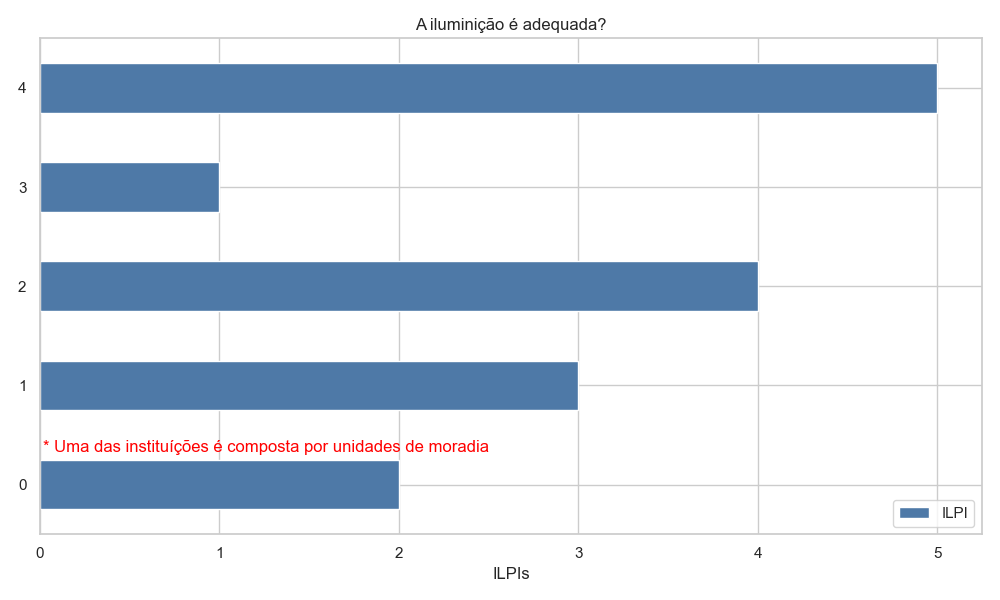 A iluminição é adequada?
4
3
2
1
* Uma das instituíções é composta por unidades de moradia
0
ILPI
0 1 2 3 4 5
ILPIs